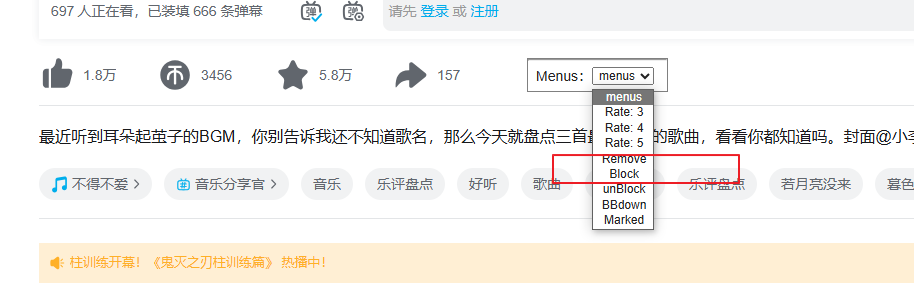 697 人正在看，已装填 666 条弹幕
请先 登录 或 注册
1.8万
3456
5.8万
157
Menus：
menus
menus
Rate: 3
Rate: 4
Rate: 5
Remove
Block
unBlock
BBdown
Marked
最近听到耳朵起茧子的BGM，你别告诉我还不知道歌名，那么今天就盘点三首 的歌曲，看看你都知道吗。封面@小
不得不爱
音乐分享官
音乐
乐评盘点
好听
歌曲
乐评盘点
若月亮没来
暮色
柱训练开幕！《鬼灭之刃柱训练篇》 热播中！